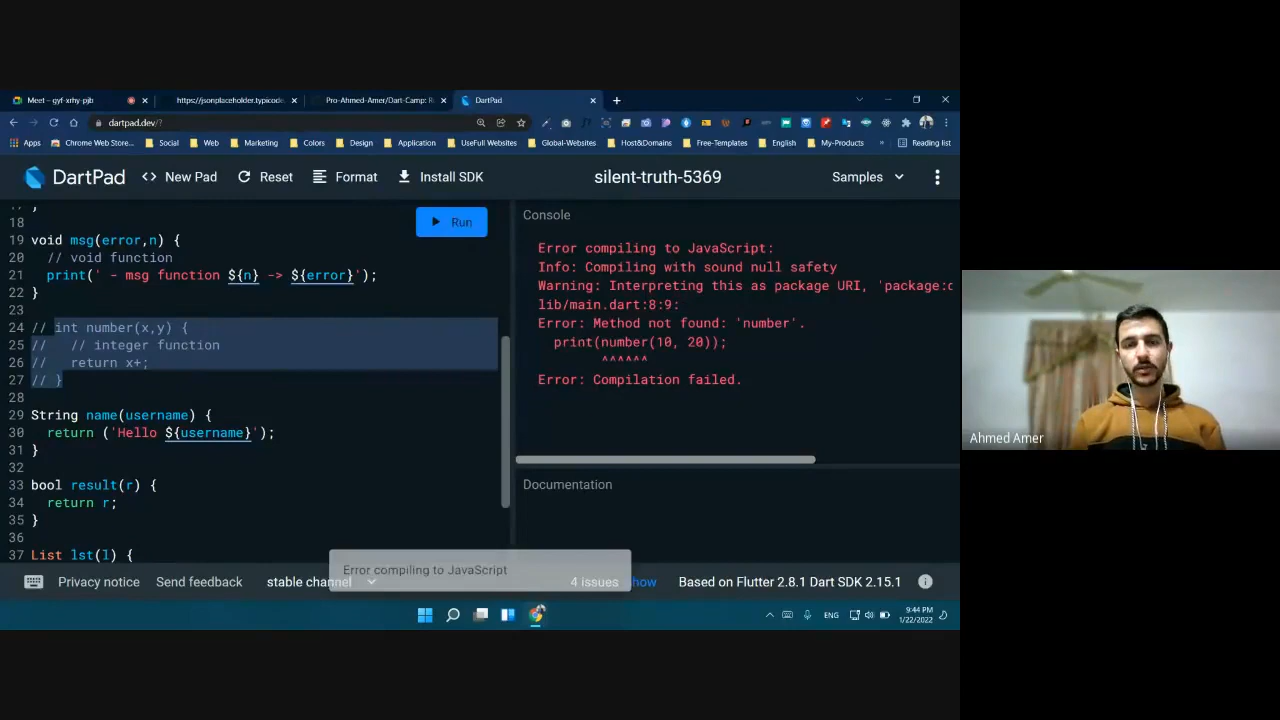 Meet – gyf-xrhy-pjb
https://jsonplaceholder.typicode.
Pro-Ahmed-Amer/Dart-Camp: R
DartPad
dartpad.dev/?
Apps
Chrome Web Store...
Social
Web
Marketing
Colors
Design
Application
UseFull Websites
Global-Websites
Host&Domains
Free-Templates
English
My-Products
»
Reading list
DartPad
<> New Pad
Reset
Format
Install SDK
silent-truth-5369
Samples
Run
18
19 void msg(error,n) {
20 // void function
21 print(' - msg function ${n} -> ${error}');
22 }
23
24 // int number(x,y) {
25 // // integer function
26 // return x+;
27 // }
28
29 String name(username) {
30 return ('Hello ${username}');
31 }
32
33 bool result(r) {
34 return r;
35 }
36
37 List lst(l) {
Console
Error compiling to JavaScript:
Info: Compiling with sound null safety
Warning: Interpreting this as package URI, 'package:d
lib/main.dart:8:9:
Error: Method not found: 'number'.
print(number(10, 20));
^^^^^^
Error: Compilation failed.
Documentation
Error compiling to JavaScript
Privacy notice
Send feedback
stable channel
4 issues
how
Based on Flutter 2.8.1 Dart SDK 2.15.1
ENG
9:44 PM
1/22/2022
Ahmed Amer